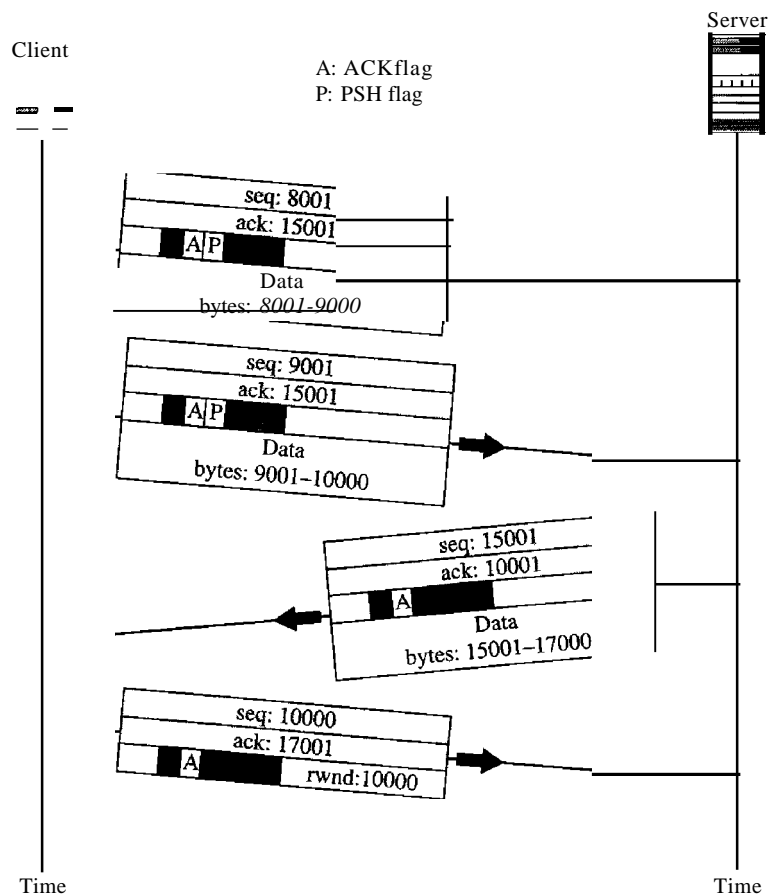 Server
Client
A: ACKflag
P: PSH flag
seq: 8001
ack: 15001
A P
Data
bytes: 8001-9000
seq: 9001
ack: 15001
A P
Data
bytes: 9001–10000
seq: 15001
ack: 10001
A
Data
bytes: 15001–17000
seq: 10000
ack: 17001
A
rwnd:10000
Time
Time